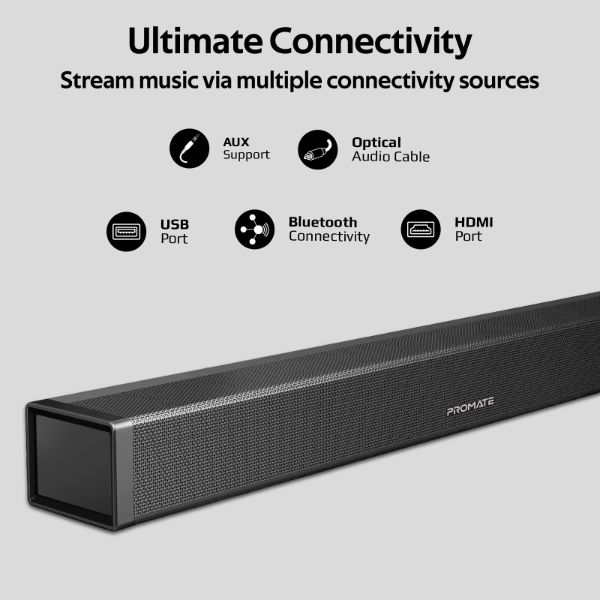 Ultimate Connectivity
Stream music via multiple connectivity sources
AUX
Support
Optical
Audio Cable
USB
Port
Bluetooth
Connectivity
HDMI
Port
PROMATE